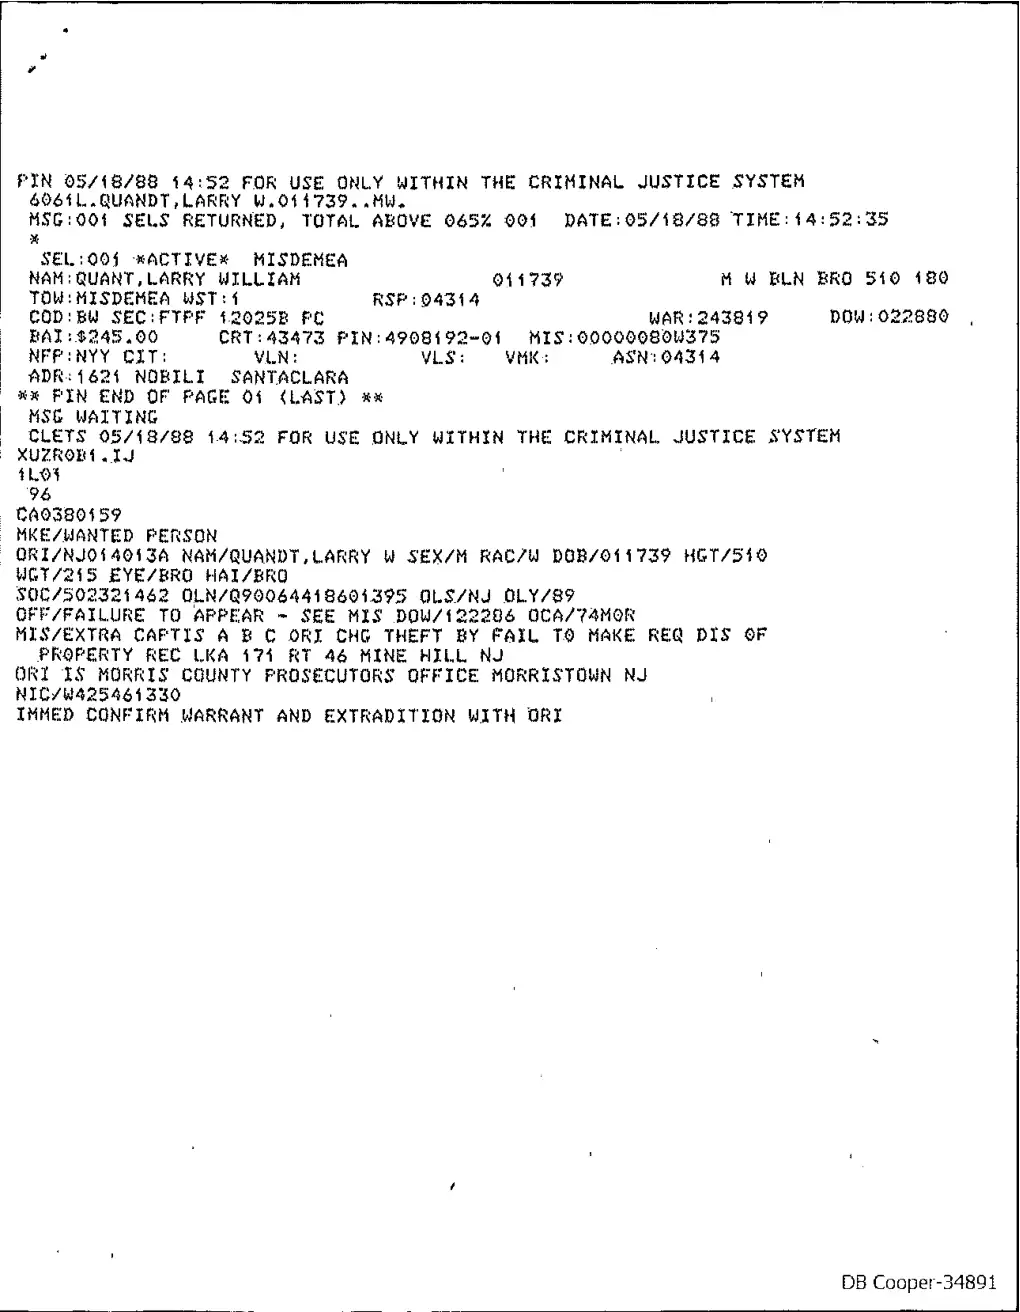 PIN 05/18/88 14:52 FOR USE ONLY WITHIN THE CRIMINAL JUSTICE SYSTEM
6061L.QUANDT,LARRY W.011739..MW.
MSG:001 SELS RETURNED, TOTAL ABOVE 065% 001 DATE:05/18/88 TIME:14:52:35
*
SEL:001 *ACTIVE* MISDEMEA
NAM:QUANT,LARRY WILLIAM 011739 M W BLN BRO 510 180
TOW:MISDEMEA WST:1 RSP:04314
COD:BW SEC:FTPF 12025B PC WAR:243819 DOW:022880
BAI:$245.00 CRT:43473 PIN:4908192-01 MIS:00000080W375
NFP:NYY CIT: VLN: VLS: VMK: ASN:04314
ADR:1621 NOBILI SANTACLARA
** PIN END OF PAGE 01 (LAST) **
MSG WAITING
CLETS 05/18/88 14:52 FOR USE ONLY WITHIN THE CRIMINAL JUSTICE SYSTEM
XUZROB1.IJ
1L01
96
CA0380159
MKE/WANTED PERSON
ORI/NJ014013A NAM/QUANDT,LARRY W SEX/M RAC/W DOB/011739 HGT/510
WGT/215 EYE/BRO HAI/BRO
SOC/502321462 OLN/Q90064418601395 OLS/NJ OLY/89
OFF/FAILURE TO APPEAR - SEE MIS DOW/122286 OCA/74MOR
MIS/EXTRA CAPTIS A B C ORI CHG THEFT BY FAIL TO MAKE REQ DIS OF
PROPERTY REC LKA 171 RT 46 MINE HILL NJ
ORI IS MORRIS COUNTY PROSECUTORS OFFICE MORRISTOWN NJ
NIC/W425461330
IMMED CONFIRM WARRANT AND EXTRADITION WITH ORI
DB Cooper-34891